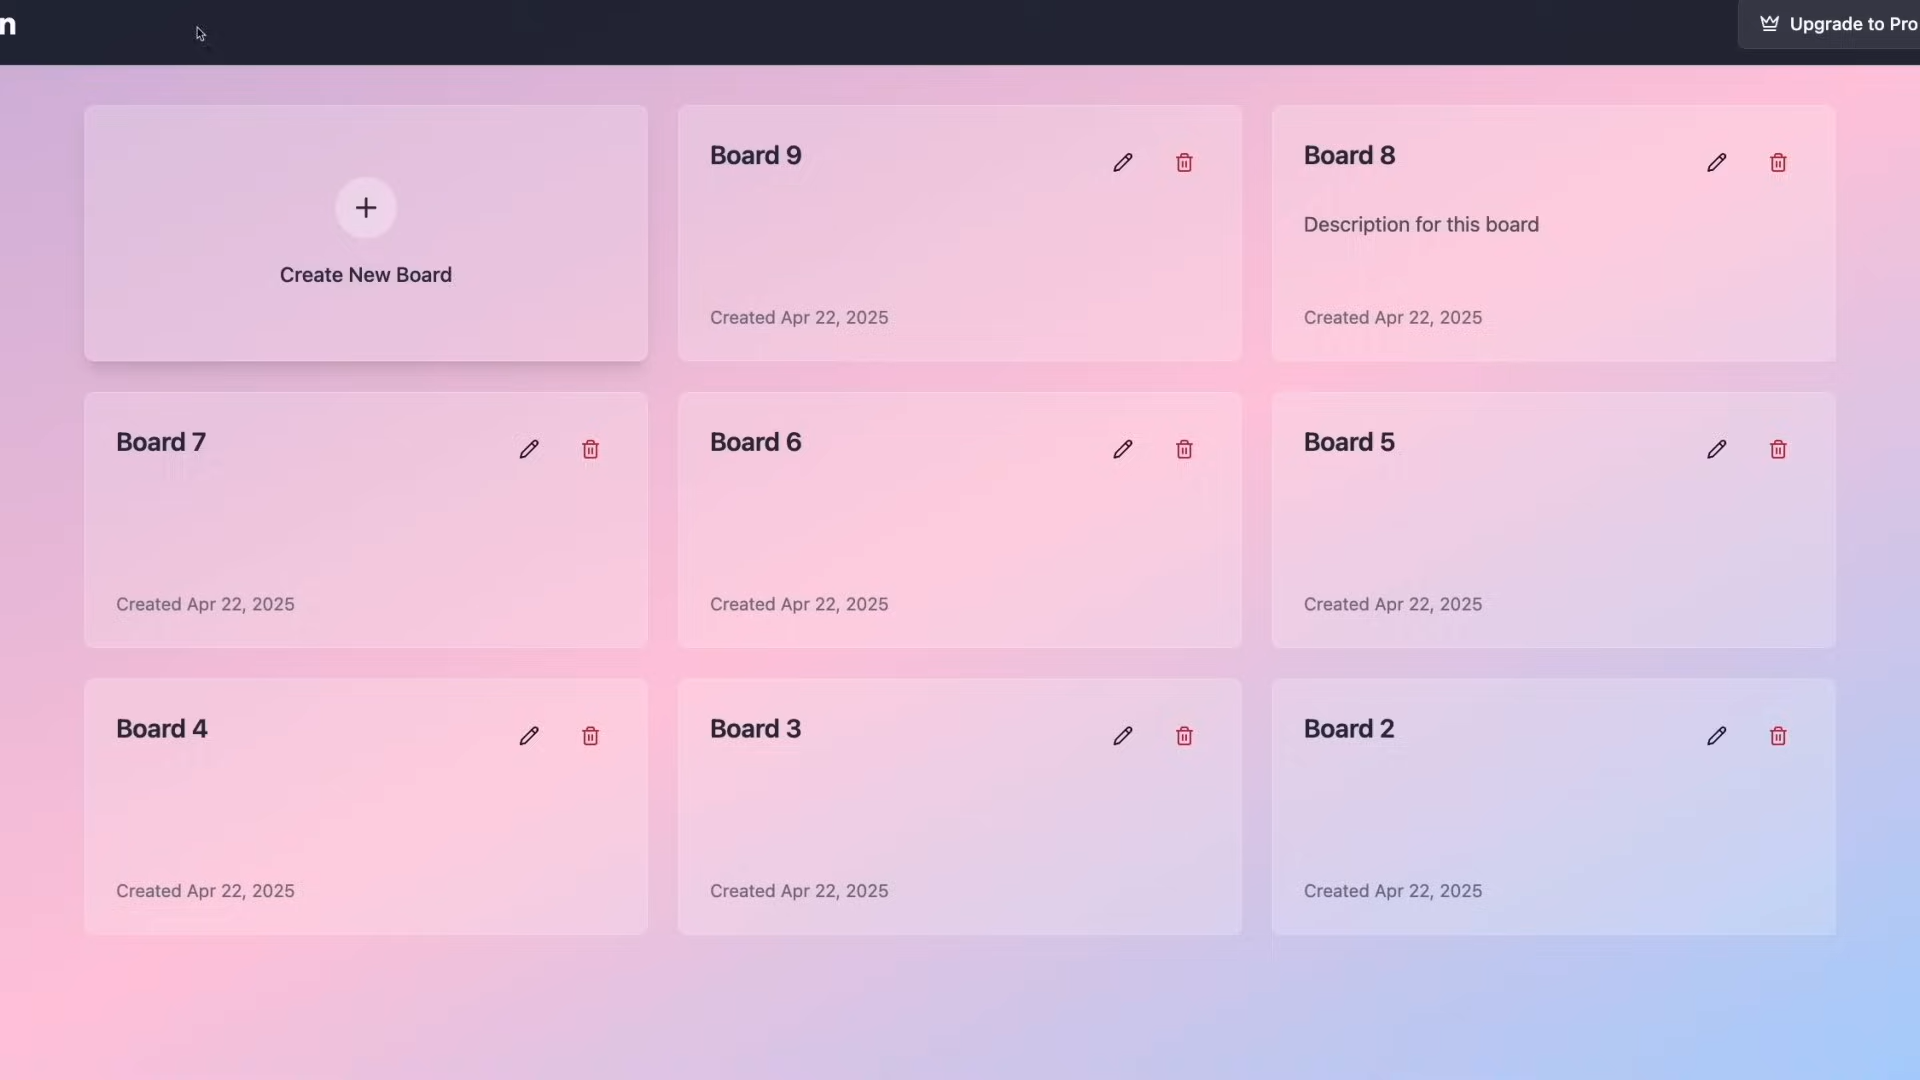 n
Upgrade to Pro
Create New Board
Board 9
Created Apr 22, 2025
Board 8
Description for this board
Created Apr 22, 2025
Board 7
Created Apr 22, 2025
Board 6
Created Apr 22, 2025
Board 5
Created Apr 22, 2025
Board 4
Created Apr 22, 2025
Board 3
Created Apr 22, 2025
Board 2
Created Apr 22, 2025